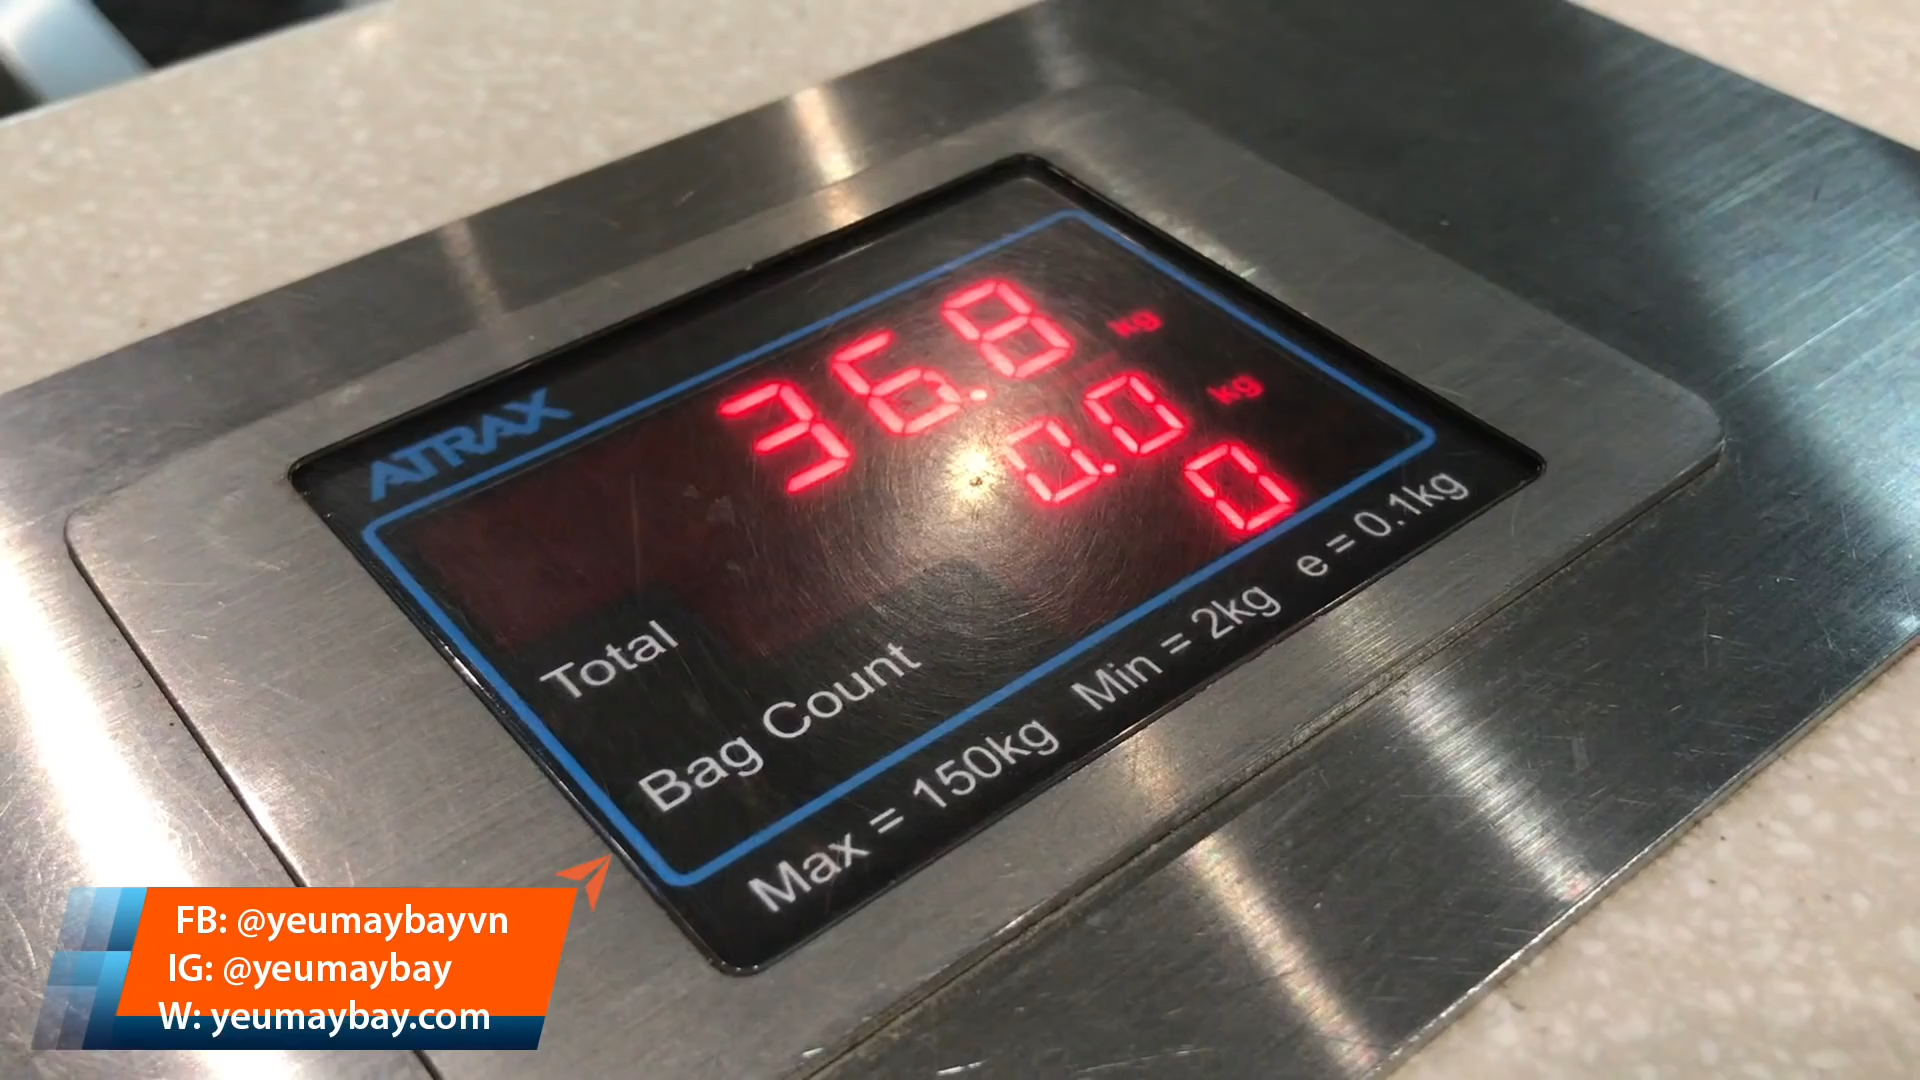 ATRAX
36.8 kg
Total 0.0 kg
Bag Count 0
Max = 150kg Min = 2kg e = 0.1kg
FB: @yeumaybayvn
IG: @yeumaybay
W: yeumaybay.com